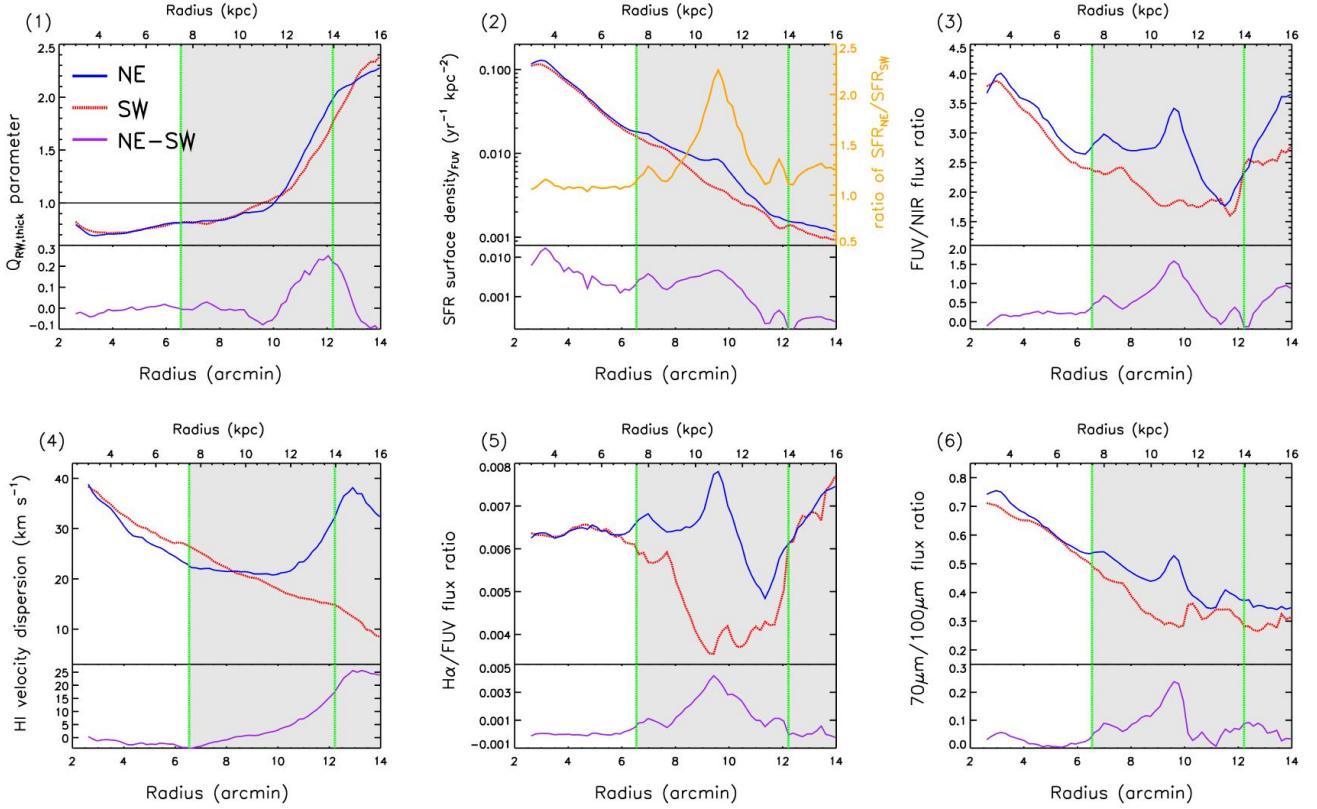 (1)
Radius (kpc)
4 6 8 10 12 14 16
2.5
2.0
1.5
1.0
0.3
0.2
0.1
0.0
−0.1
Q_RW,thick parameter
NE
SW
NE−SW
2 4 6 8 10 12 14
Radius (arcmin)
(2)
Radius (kpc)
4 6 8 10 12 14 16
0.100
0.010
0.001
0.010
0.001
SFR surface density_FUV (yr⁻¹ kpc⁻²)
2.5
2.0
1.5
1.0
0.5
ratio of SFR_NE/SFR_SW
2 4 6 8 10 12 14
Radius (arcmin)
(3)
Radius (kpc)
4 6 8 10 12 14 16
4.5
4.0
3.5
3.0
2.5
2.0
1.5
2.0
1.5
1.0
0.5
0.0
FUV/NIR flux ratio
2 4 6 8 10 12 14
Radius (arcmin)
(4)
Radius (kpc)
4 6 8 10 12 14 16
40
30
20
10
25
20
15
10
5
0
HI velocity dispersion (km s⁻¹)
2 4 6 8 10 12 14
Radius (arcmin)
(5)
Radius (kpc)
4 6 8 10 12 14 16
0.008
0.007
0.006
0.005
0.004
0.005
0.003
0.001
−0.001
Hα/FUV flux ratio
2 4 6 8 10 12 14
Radius (arcmin)
(6)
Radius (kpc)
4 6 8 10 12 14 16
0.8
0.7
0.6
0.5
0.4
0.3
0.2
0.3
0.2
0.1
0.0
70μm/100μm flux ratio
2 4 6 8 10 12 14
Radius (arcmin)